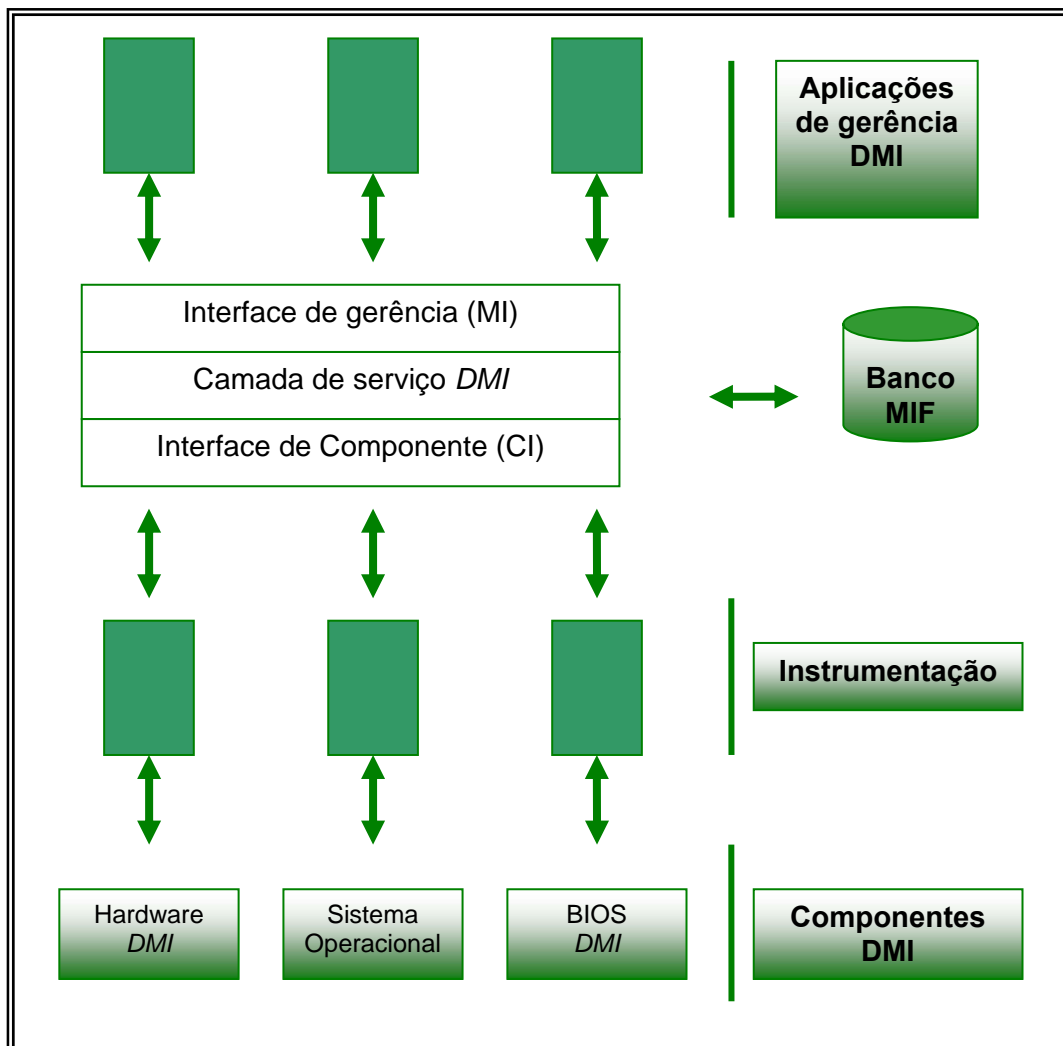 Aplicações
de gerência
DMI
Interface de gerência (MI)
Camada de serviço DMI
Interface de Componente (CI)
Banco
MIF
Instrumentação
Hardware
DMI
Sistema
Operacional
BIOS
DMI
Componentes
DMI